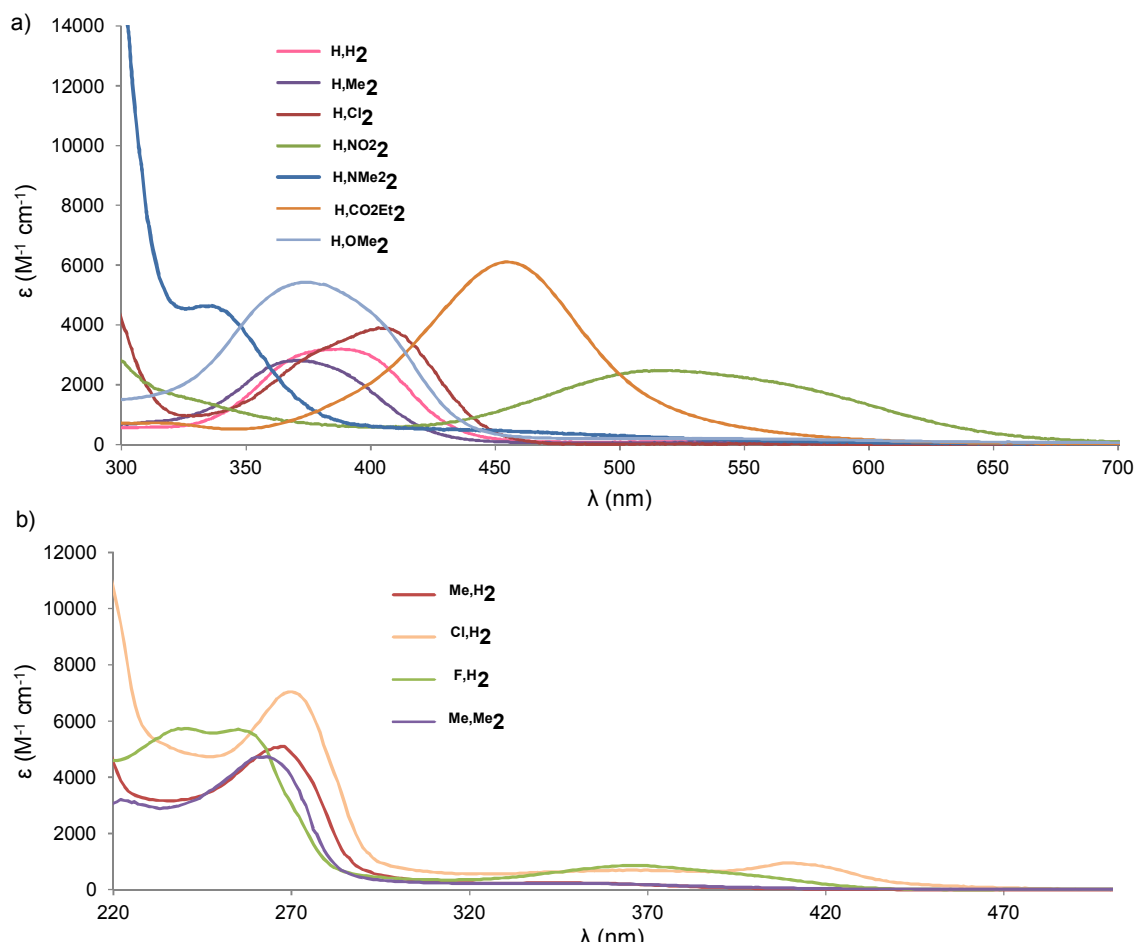 a)
14000
12000
10000
8000
6000
4000
2000
0
ε (M⁻¹ cm⁻¹)
H,H2
H,Me2
H,Cl2
H,NO22
H,NMe22
H,CO2Et2
H,OMe2
300 350 400 450 500 550 600 650 700
λ (nm)
b)
12000
10000
8000
6000
4000
2000
0
ε (M⁻¹ cm⁻¹)
Me,H2
Cl,H2
F,H2
Me,Me2
220 270 320 370 420 470
λ (nm)